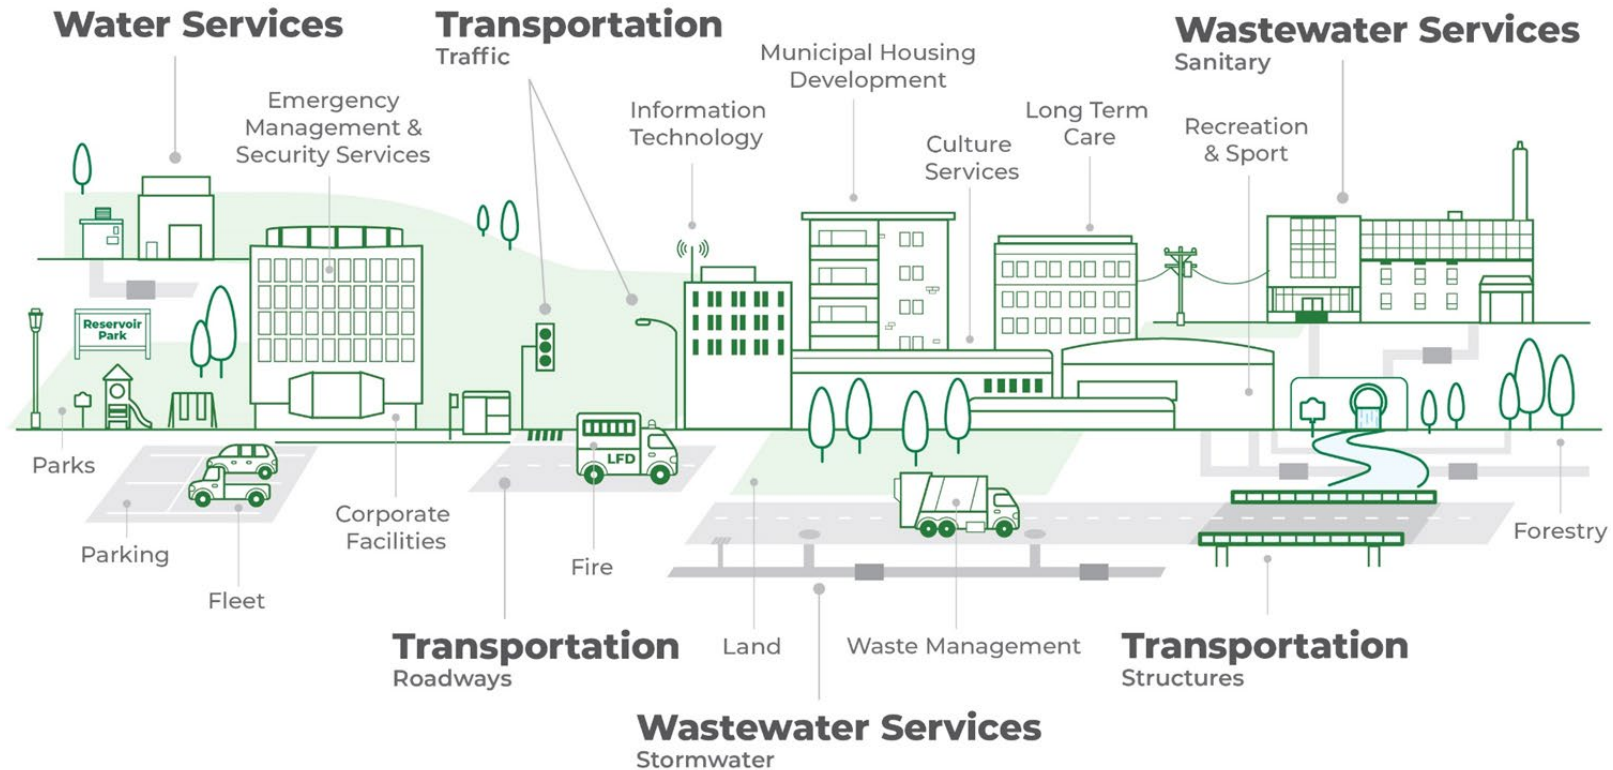 Water Services
Transportation
Traffic
Wastewater Services
Sanitary
Municipal Housing
Development
Emergency
Management &
Security Services
Information
Technology
Culture
Services
Long Term
Care
Recreation
& Sport
Reservoir
Park
LFD
Parks
Parking
Fleet
Corporate
Facilities
Fire
Forestry
Transportation
Roadways
Land
Waste Management
Transportation
Structures
Wastewater Services
Stormwater